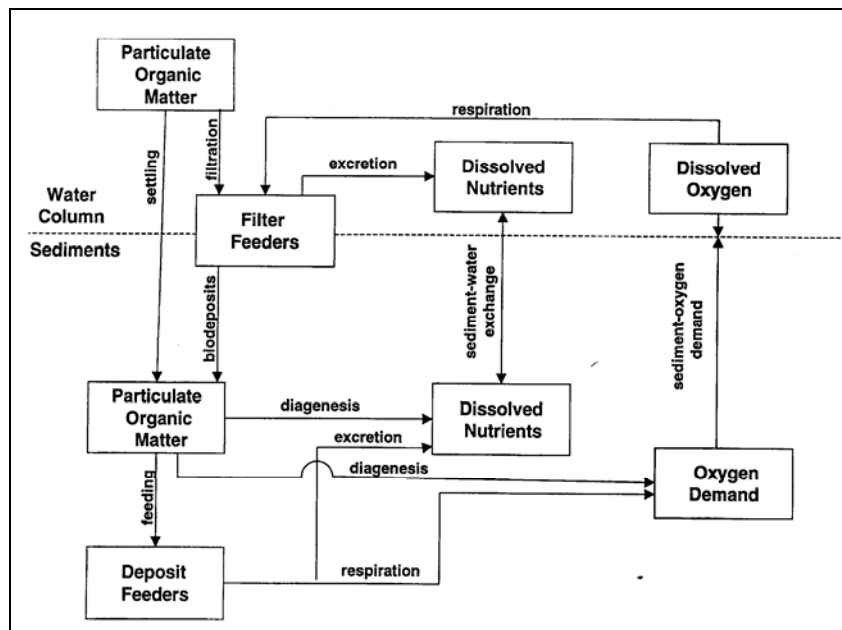 Particulate
Organic
Matter
respiration
settling
filtration
excretion
Dissolved
Nutrients
Dissolved
Oxygen
Water
Column
Filter
Feeders
Sediments
biodeposits
sediment-water
exchange
sediment-oxygen
demand
Particulate
Organic
Matter
diagenesis
Dissolved
Nutrients
excretion
diagenesis
Oxygen
Demand
feeding
Deposit
Feeders
respiration